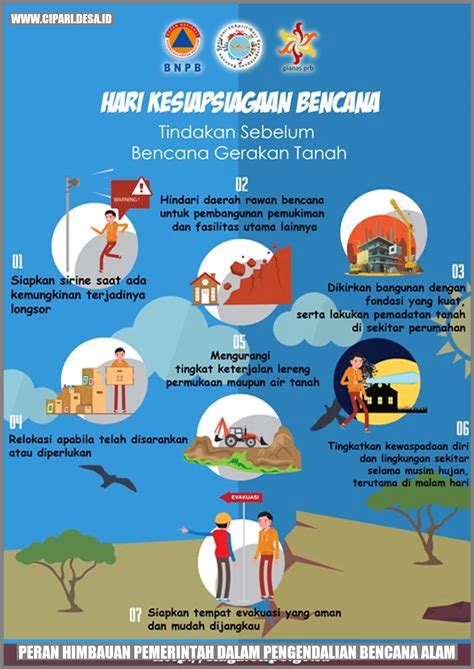 WWW.CIPARI.DESA.ID
BNPB
planas prb
HARI KESIAPSIAGAAN BENCANA
Tindakan Sebelum
Bencana Gerakan Tanah
WARNING !
01
Siapkan sirine saat ada
kemungkinan terjadinya
longsor
02
Hindari daerah rawan bencana
untuk pembangunan pemukiman
dan fasilitas utama lainnya
03
Dikirkan bangunan dengan
fondasi yang kuat,
serta lakukan pemadatan tanah
di sekitar perumahan
04
Relokasi apabila telah disarankan
atau diperlukan
05
Mengurangi
tingkat keterjalan lereng
permukaan maupun air tanah
06
Tingkatkan kewaspadaan diri
dan lingkungan sekitar
selama musim hujan,
terutama di malam hari
EVAKUASI
07
Siapkan tempat evakuasi yang aman
dan mudah dijangkau
PERAN HIMBAUAN PEMERINTAH DALAM PENGENDALIAN BENCANA ALAM